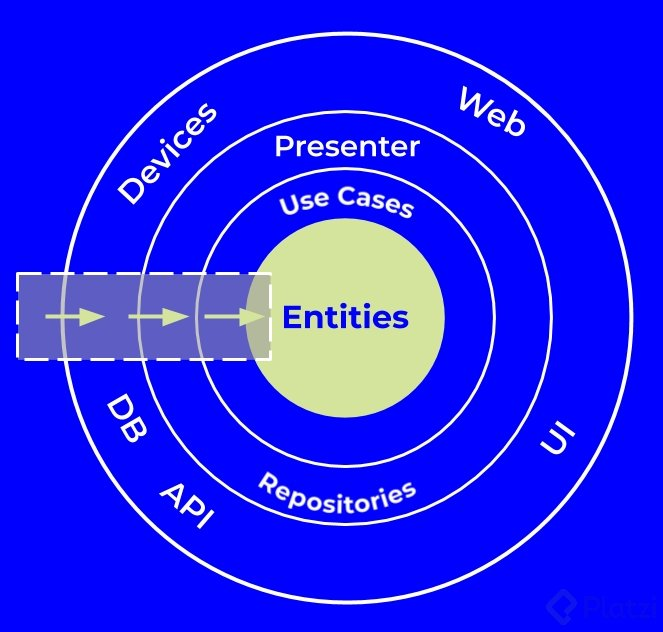 Web
Devices
Presenter
Use Cases
Entities
DB
UI
API
Repositories
Platzi